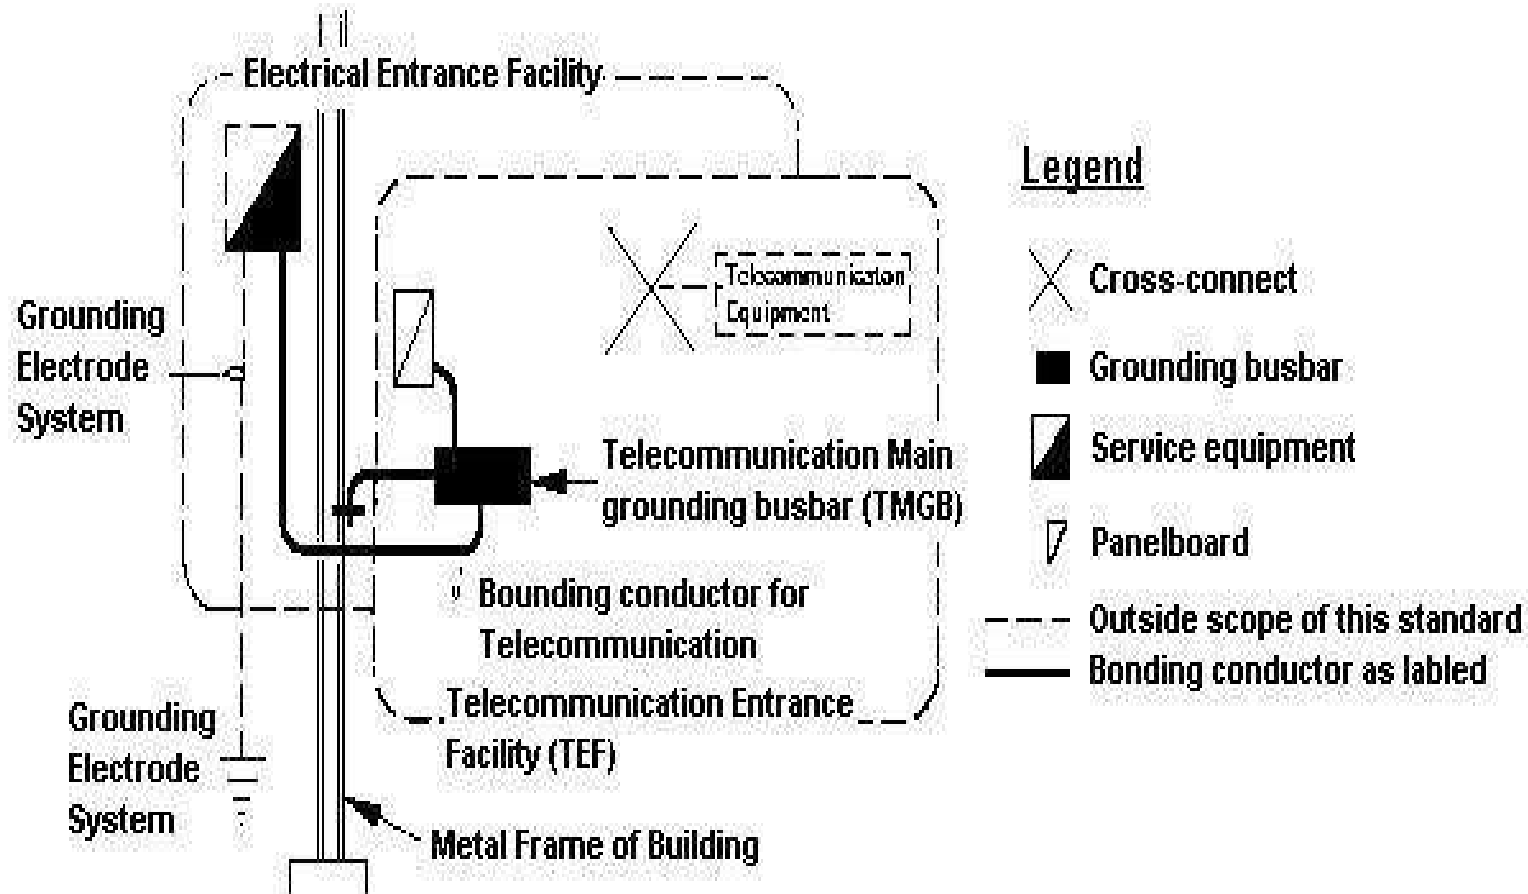 Electrical Entrance Facility
Grounding
Electrode
System
Telecommunication
Equipment
Telecommunication Main
grounding busbar (TMGB)
Bounding conductor for
Telecommunication
Telecommunication Entrance
Facility (TEF)
Grounding
Electrode
System
Metal Frame of Building
Legend
Cross-connect
Grounding busbar
Service equipment
Panelboard
Outside scope of this standard
Bonding conductor as labled